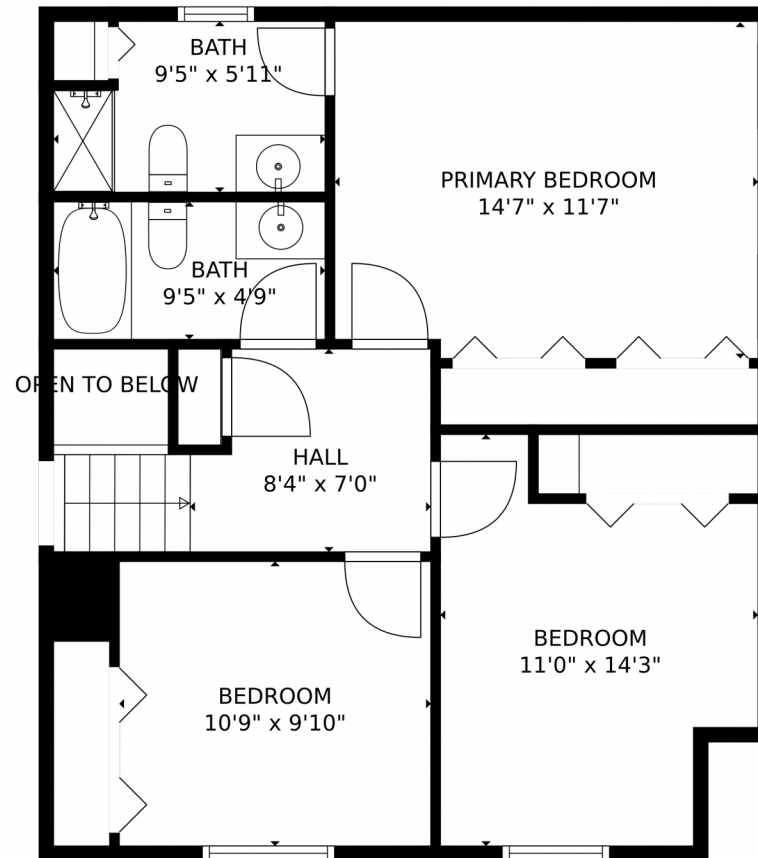 BATH
9'5" x 5'11"
PRIMARY BEDROOM
14'7" x 11'7"
BATH
9'5" x 4'9"
OPEN TO BELOW
HALL
8'4" x 7'0"
BEDROOM
11'0" x 14'3"
BEDROOM
10'9" x 9'10"